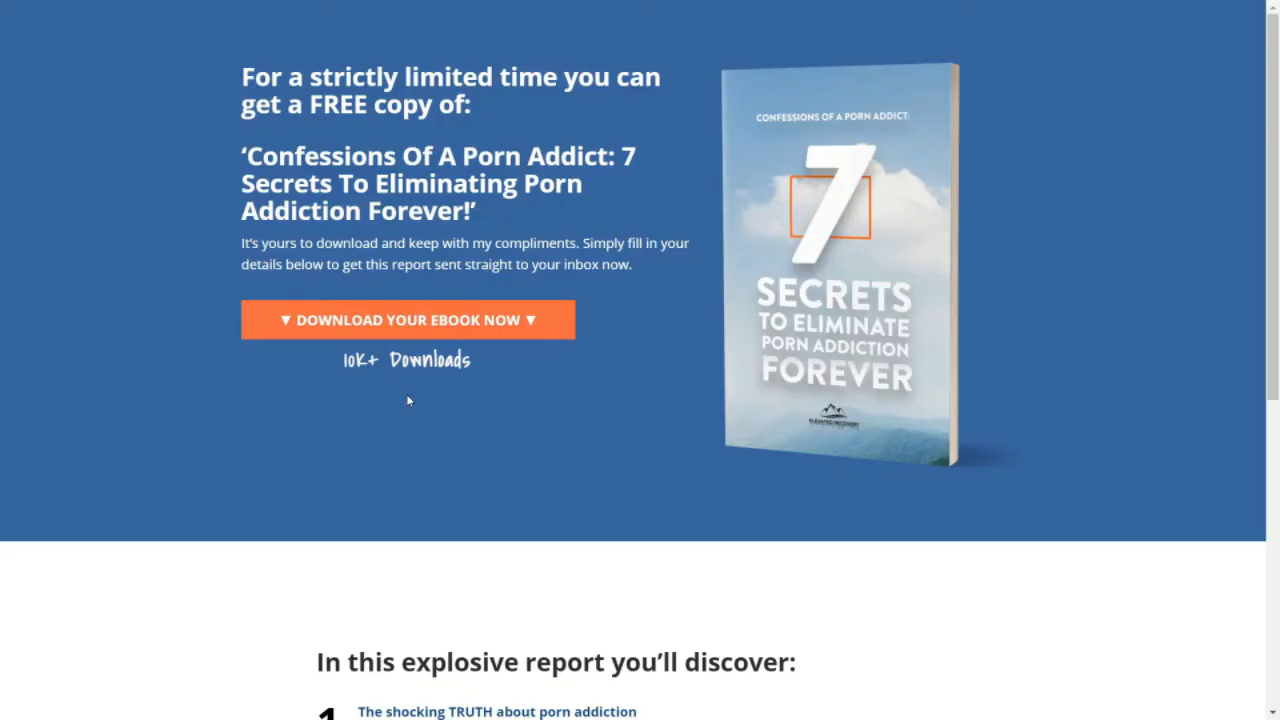 For a strictly limited time you can
get a FREE copy of:
‘Confessions Of A Porn Addict: 7
Secrets To Eliminating Porn
Addiction Forever!’
It’s yours to download and keep with my compliments. Simply fill in your
details below to get this report sent straight to your inbox now.
▼ DOWNLOAD YOUR EBOOK NOW ▼
10K+ Downloads
CONFESSIONS OF A PORN ADDICT:
7
SECRETS
TO ELIMINATE
PORN ADDICTION
FOREVER
ELEVATED RECOVERY
In this explosive report you’ll discover:
1
The shocking TRUTH about porn addiction